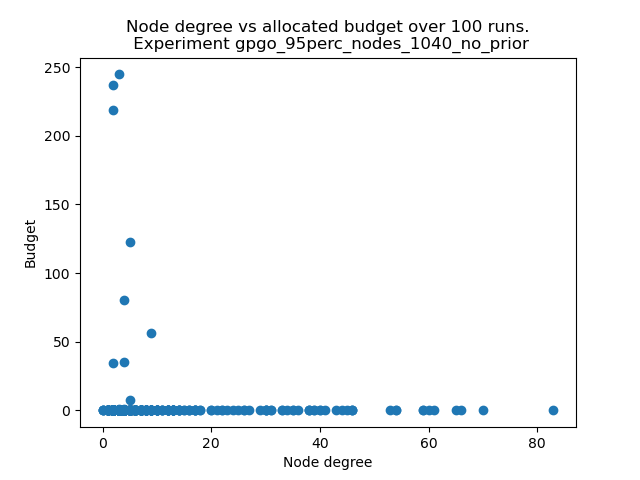 Node degree vs allocated budget over 100 runs.
Experiment gpgo_95perc_nodes_1040_no_prior
250
200
150
100
50
0
Budget
0 20 40 60 80
Node degree